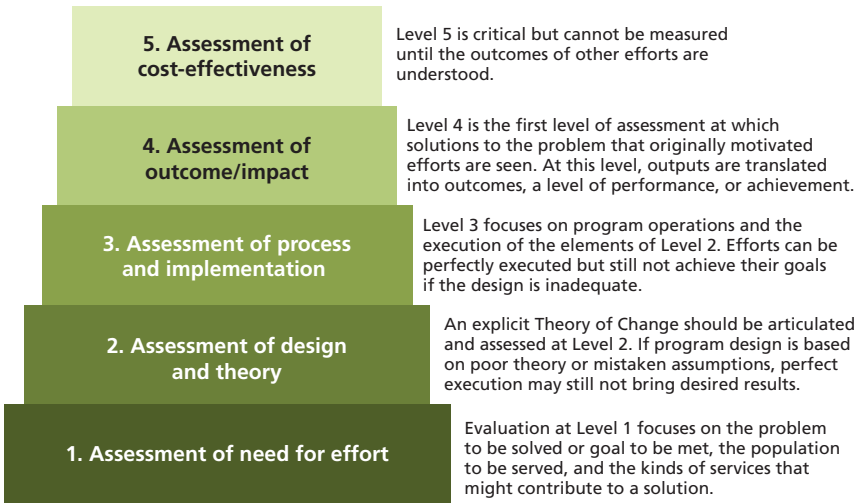 5. Assessment of
cost-effectiveness
Level 5 is critical but cannot be measured
until the outcomes of other efforts are
understood.
4. Assessment of
outcome/impact
Level 4 is the first level of assessment at which
solutions to the problem that originally motivated
efforts are seen. At this level, outputs are translated
into outcomes, a level of performance, or achievement.
3. Assessment of process
and implementation
Level 3 focuses on program operations and the
execution of the elements of Level 2. Efforts can be
perfectly executed but still not achieve their goals
if the design is inadequate.
2. Assessment of design
and theory
An explicit Theory of Change should be articulated
and assessed at Level 2. If program design is based
on poor theory or mistaken assumptions, perfect
execution may still not bring desired results.
1. Assessment of need for effort
Evaluation at Level 1 focuses on the problem
to be solved or goal to be met, the population
to be served, and the kinds of services that
might contribute to a solution.